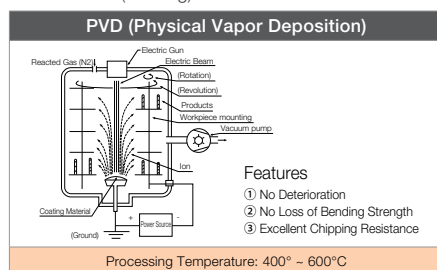 PVD (Physical Vapor Deposition)
Electric Gun
Reacted Gas (N2)
Electric Beam
(Rotation)
(Revolution)
Products
Workpiece mounting
Vacuum pump
Ion
Coating Material
+
-
Power Source
(Ground)
Features
① No Deterioration
② No Loss of Bending Strength
③ Excellent Chipping Resistance
Processing Temperature: 400° ~ 600°C